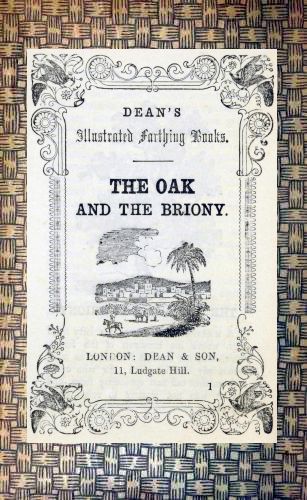 DEAN'S
Illustrated Farthing Books.
THE OAK
AND THE BRIONY.
LONDON: DEAN & SON,
11, Ludgate Hill.
1